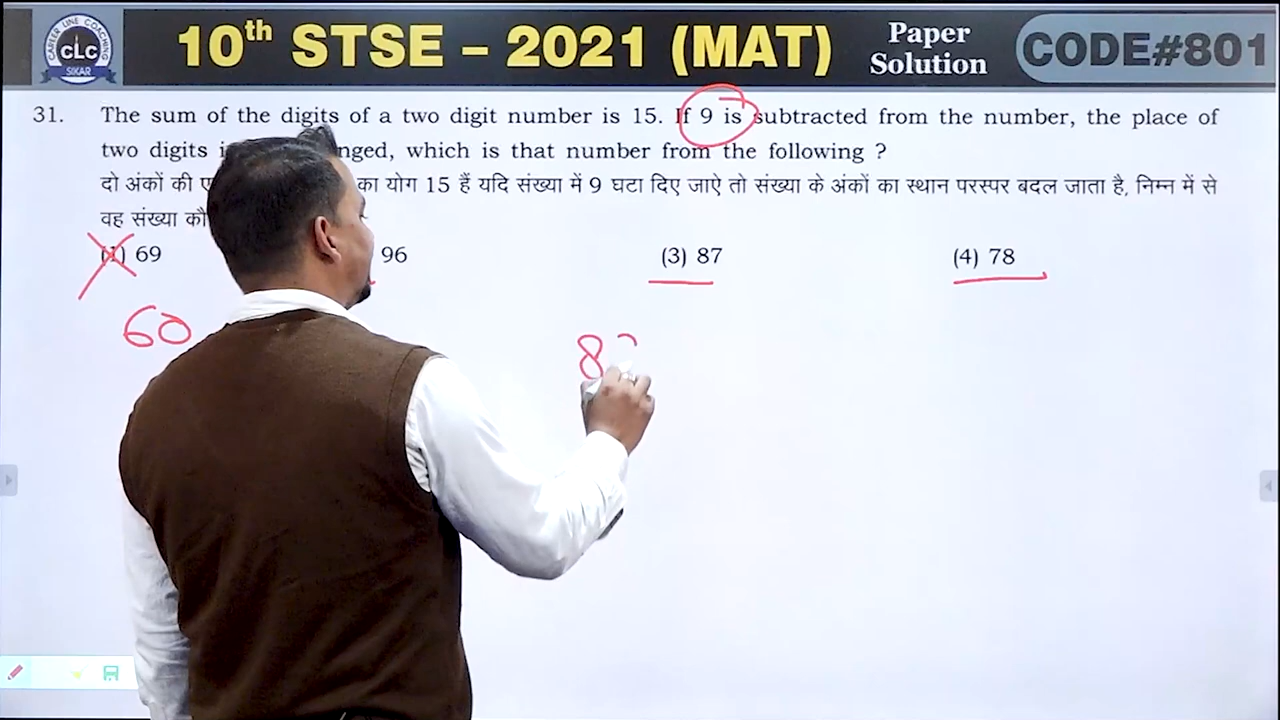 CAREER LINE COACHING
CLC
SIKAR
10th STSE – 2021 (MAT)
Paper
Solution
CODE#801
31. The sum of the digits of a two digit number is 15. If 9 is subtracted from the number, the place of
two digits nged, which is that number from the following ?
दो अंकों की का योग 15 हैं यदि संख्या में 9 घटा दिए जाऐ तो संख्या के अंकों का स्थान परस्पर बदल जाता है, निम्न में से
वह संख्या
(1) 69 96 (3) 87 (4) 78
60
8